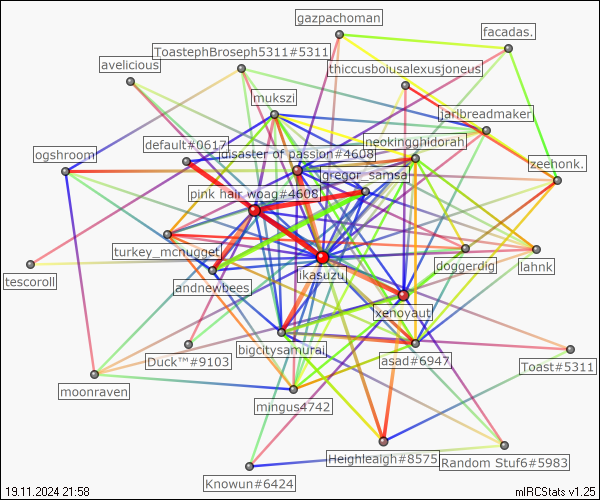 gazpachoman
facadas.
ToastephBroseph5311#5311
avelicious
thiccusboiusalexusjoneus
mukszi
jarlbreadmaker
default#0617
neokingghidorah
ogshroom
disaster of passion#4608
zeehonk.
gregor_samsa
pink hair woag#4608
turkey_mcnugget
doggerdig
lahnk
tescoroll
ikasuzu
andnewbees
xenoyaut
bigcitysamurai
Duck™#9103
asad#6947
Toast#5311
moonraven
mingus4742
Heighleaigh#8575
Random Stuf6#5983
Knowun#6424
19.11.2024 21:58
mIRCStats v1.25